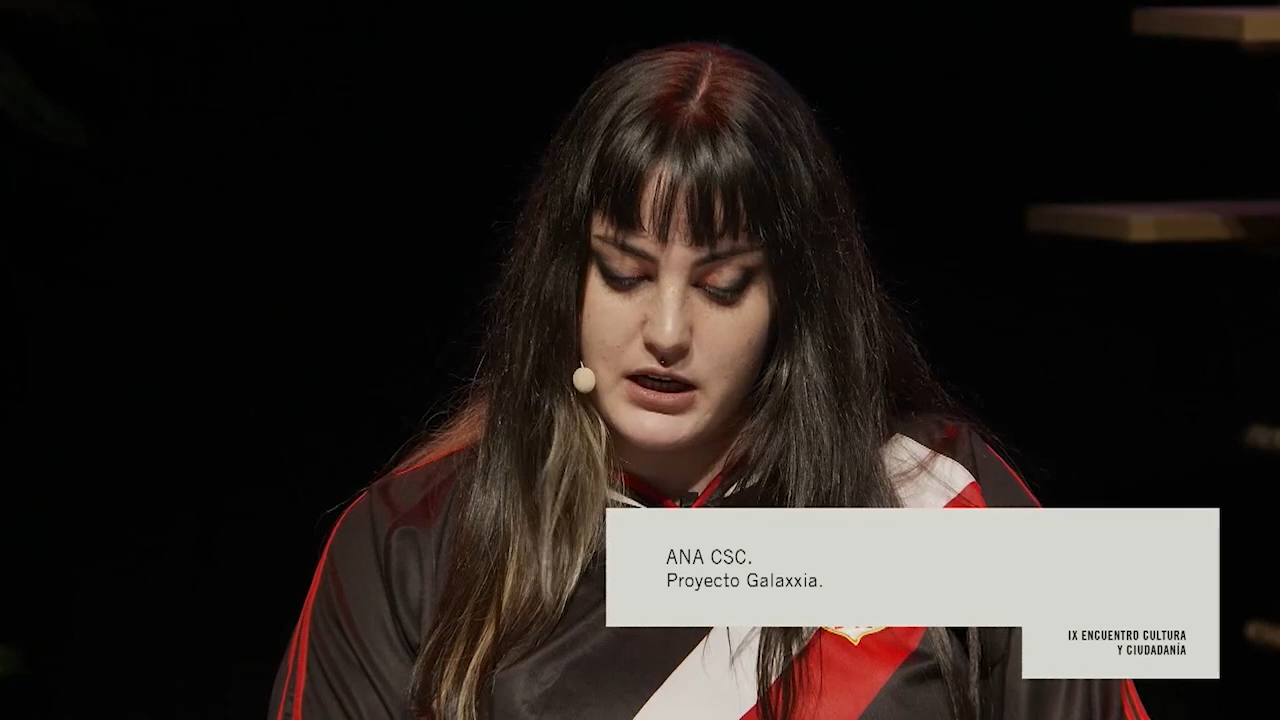 ANA CSC.
Proyecto Galaxxia.
IX ENCUENTRO CULTURA
Y CIUDADANÍA